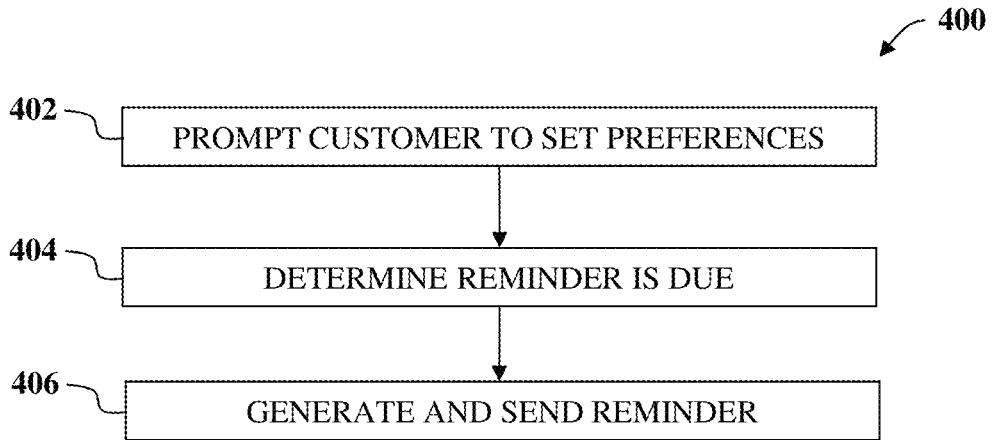 400
402
PROMPT CUSTOMER TO SET PREFERENCES
404
DETERMINE REMINDER IS DUE
406
GENERATE AND SEND REMINDER